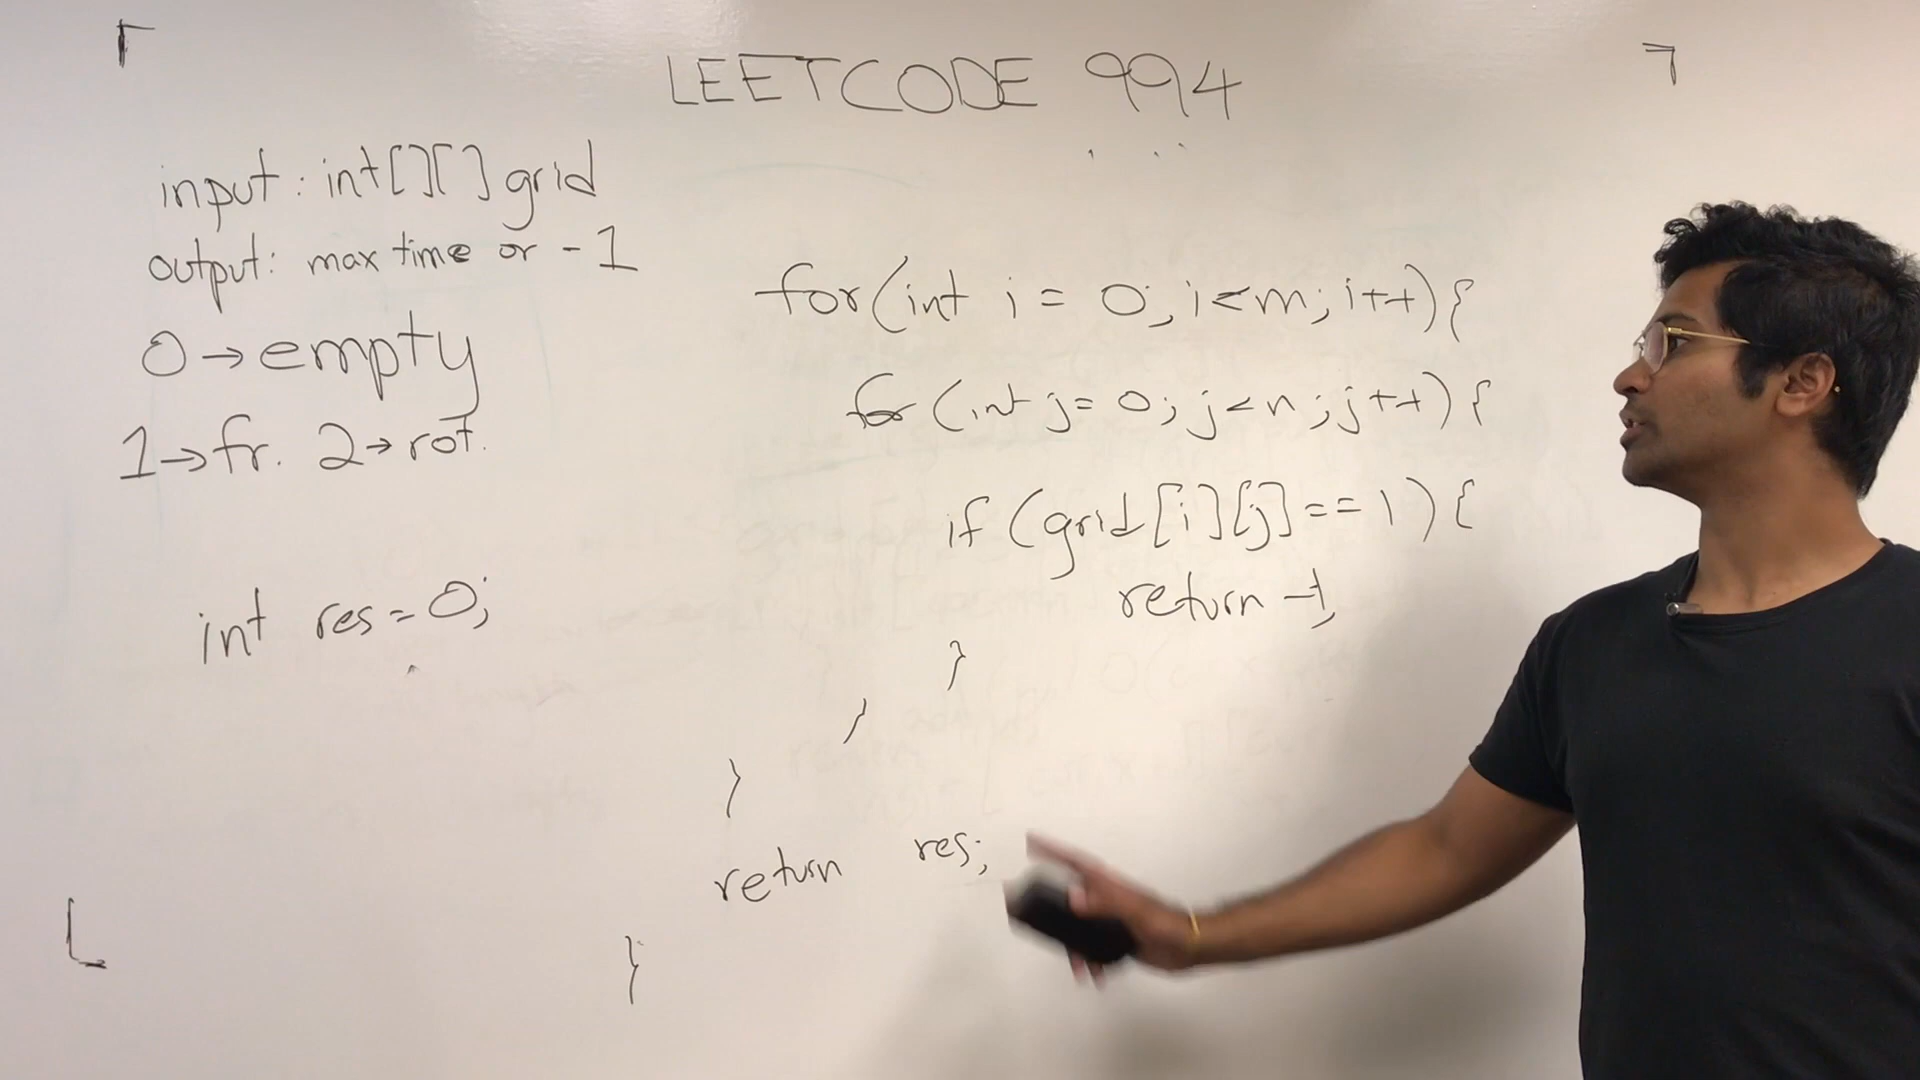 LEETCODE 994
input: int[][] grid
output: max time or -1
0→empty
1→fr. 2→rot.
int res=0;
for(int i = 0; i<m; i++){
for(int j=0; j<n; j++){
if(grid[i][j]==1){
return -1;
}
}
}
return res;
}